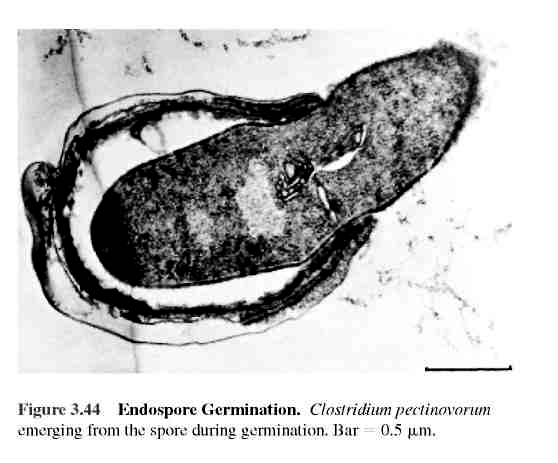 Figure 3.44 Endospore Germination. Clostridium pectinovorum
emerging from the spore during germination. Bar = 0.5 μm.